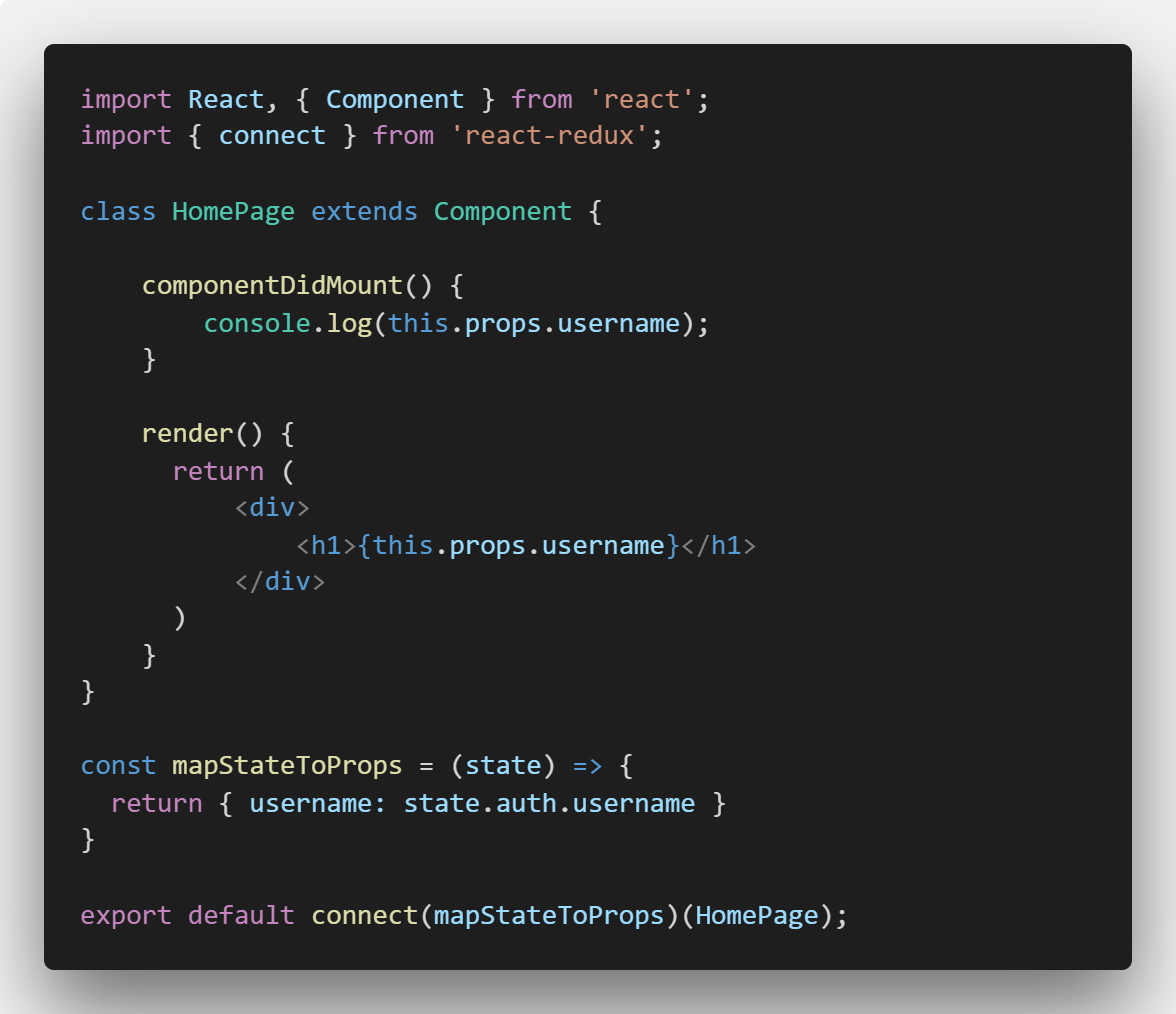 import React, { Component } from 'react';
import { connect } from 'react-redux';

class HomePage extends Component {

    componentDidMount() {
        console.log(this.props.username);
    }

    render() {
      return (
          <div>
              <h1>{this.props.username}</h1>
          </div>
      )
    }
}

const mapStateToProps = (state) => {
  return { username: state.auth.username }
}

export default connect(mapStateToProps)(HomePage);